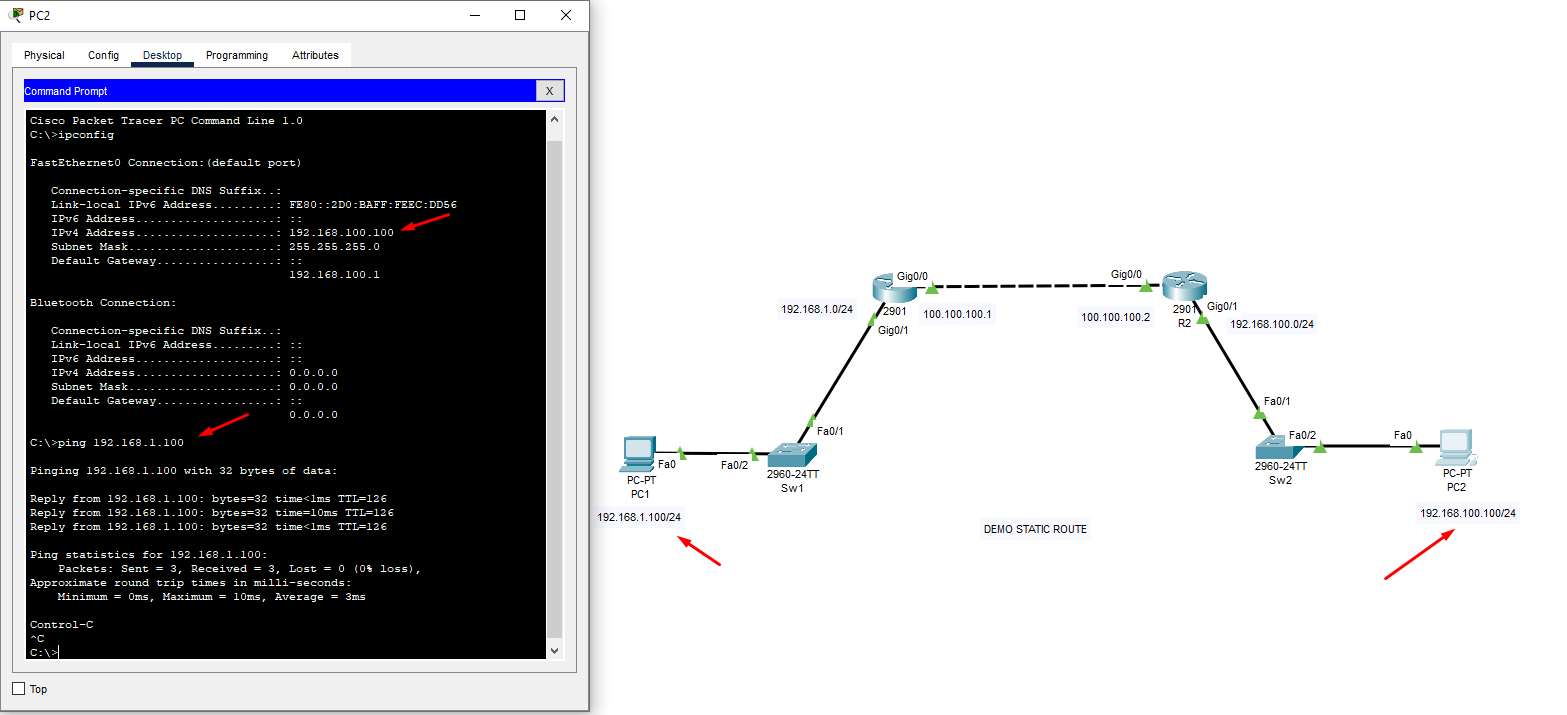 PC2
Physical Config Desktop Programming Attributes
Command Prompt X
Cisco Packet Tracer PC Command Line 1.0
C:\>ipconfig
FastEthernet0 Connection:(default port)
Connection-specific DNS Suffix..:
Link-local IPv6 Address.........: FE80::2D0:BAFF:FEEC:DD56
IPv6 Address....................: ::
IPv4 Address....................: 192.168.100.100
Subnet Mask.....................: 255.255.255.0
Default Gateway.................: ::
192.168.100.1
Bluetooth Connection:
Connection-specific DNS Suffix..:
Link-local IPv6 Address.........: ::
IPv6 Address....................: ::
IPv4 Address....................: 0.0.0.0
Subnet Mask.....................: 0.0.0.0
Default Gateway.................: ::
0.0.0.0
C:\>ping 192.168.1.100
Pinging 192.168.1.100 with 32 bytes of data:
Reply from 192.168.1.100: bytes=32 time<1ms TTL=126
Reply from 192.168.1.100: bytes=32 time=10ms TTL=126
Reply from 192.168.1.100: bytes=32 time<1ms TTL=126
Ping statistics for 192.168.1.100:
Packets: Sent = 3, Received = 3, Lost = 0 (0% loss),
Approximate round trip times in milli-seconds:
Minimum = 0ms, Maximum = 10ms, Average = 3ms
Control-C
^C
C:\>
Top
Gig0/0
2901
192.168.1.0/24
100.100.100.1
Gig0/1
Gig0/0
2901
R2
Gig0/1
100.100.100.2
192.168.100.0/24
Fa0/1
Fa0
Fa0/2
2960-24TT
Sw1
PC-PT
PC1
192.168.1.100/24
Fa0/1
Fa0/2
Fa0
2960-24TT
Sw2
PC-PT
PC2
192.168.100.100/24
DEMO STATIC ROUTE